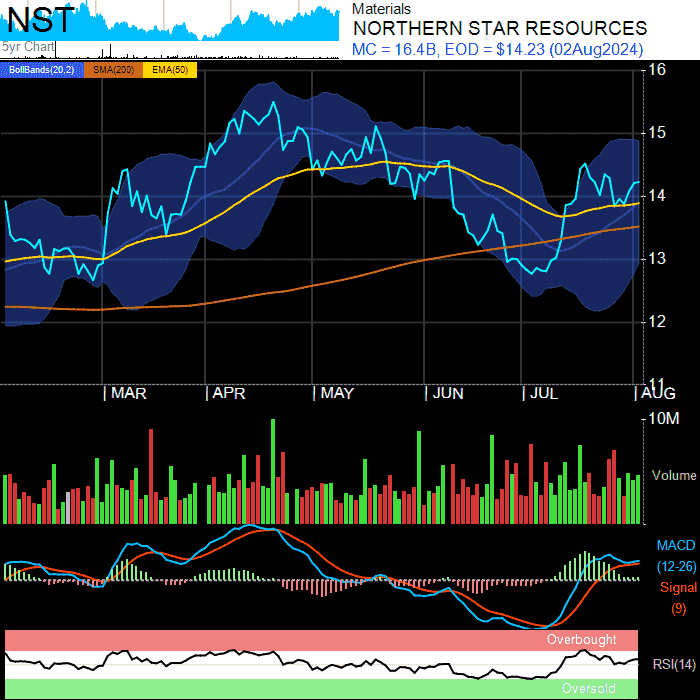 NST
5yr Chart
Materials
NORTHERN STAR RESOURCES
MC = 16.4B, EOD = $14.23 (02Aug2024)
BollBands(20,2) SMA(200) EMA(50)
16
15
14
13
12
11
MAR APR MAY JUN JUL AUG
10M
Volume
MACD
(12-26)
Signal
(9)
Overbought
RSI(14)
Oversold